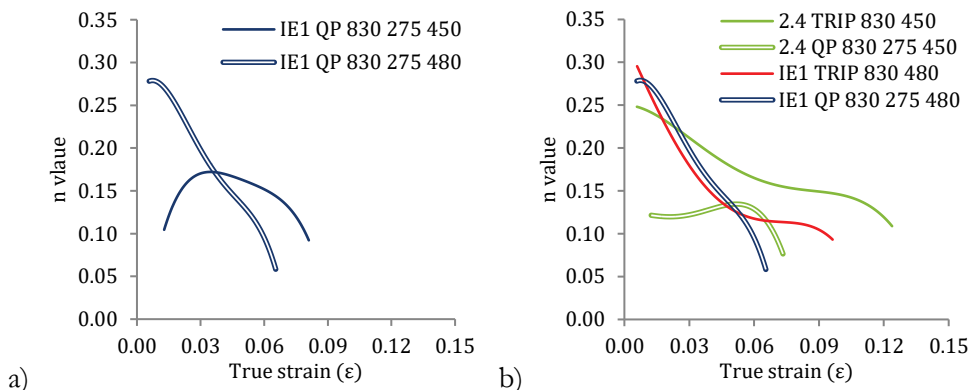 IE1 QP 830 275 450
IE1 QP 830 275 480
0.35
0.30
0.25
0.20
0.15
0.10
0.05
0.00
n vlaue
0.00 0.03 0.06 0.09 0.12 0.15
True strain (ε)
a)
2.4 TRIP 830 450
2.4 QP 830 275 450
IE1 TRIP 830 480
IE1 QP 830 275 480
0.35
0.30
0.25
0.20
0.15
0.10
0.05
0.00
n value
0.00 0.03 0.06 0.09 0.12 0.15
True strain (ε)
b)